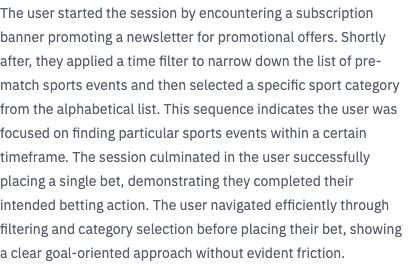 The user started the session by encountering a subscription
banner promoting a newsletter for promotional offers. Shortly
after, they applied a time filter to narrow down the list of pre-
match sports events and then selected a specific sport category
from the alphabetical list. This sequence indicates the user was
focused on finding particular sports events within a certain
timeframe. The session culminated in the user successfully
placing a single bet, demonstrating they completed their
intended betting action. The user navigated efficiently through
filtering and category selection before placing their bet, showing
a clear goal-oriented approach without evident friction.